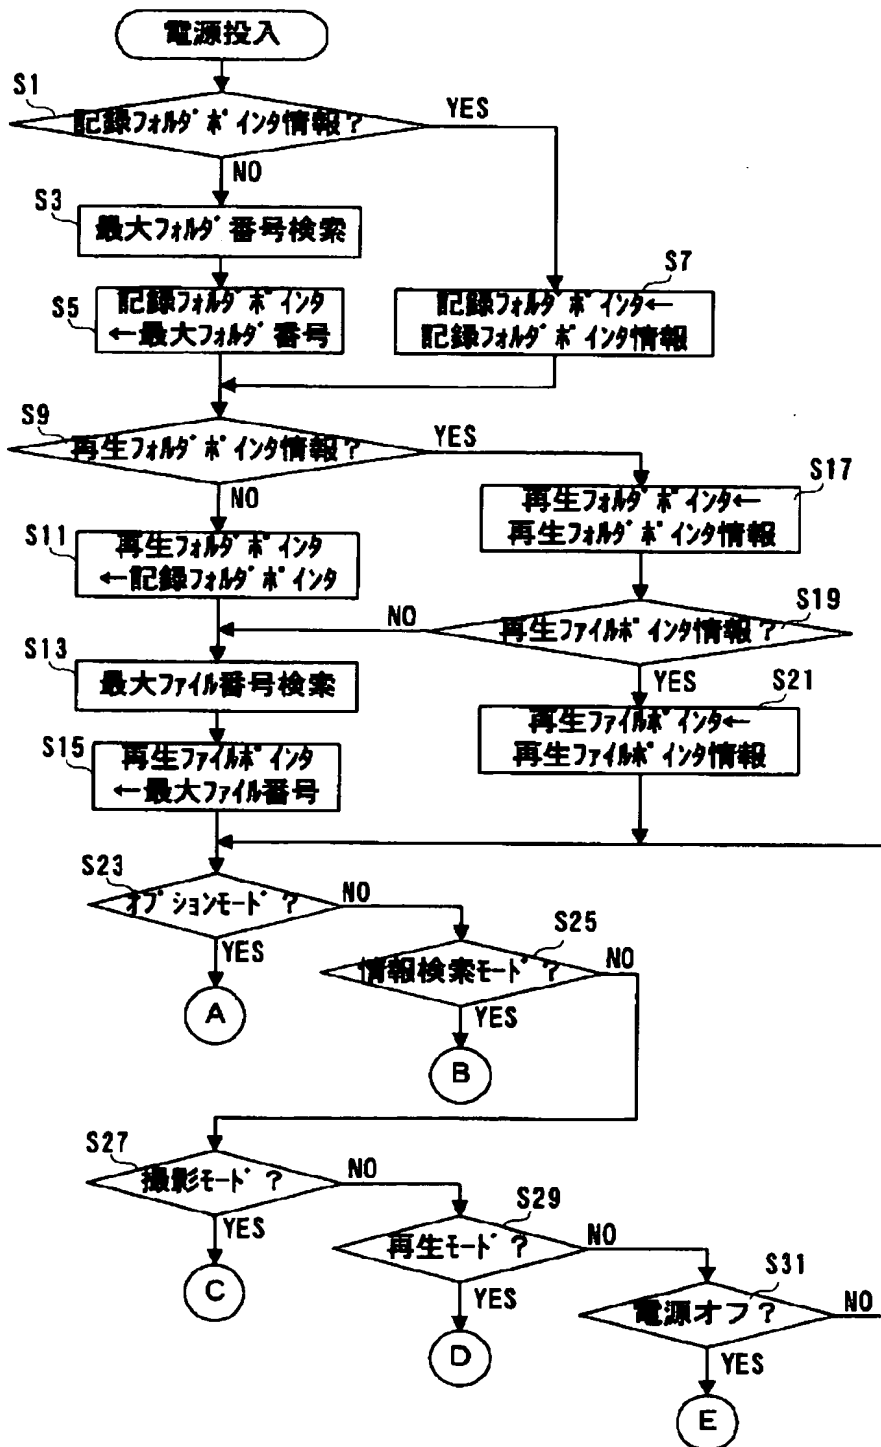 電源投入
S1
記録フォルダポインタ情報？
YES
NO
S3
最大フォルダ番号検索
S7
S5
記録フォルダポインタ
←最大フォルダ番号
記録フォルダポインタ←
記録フォルダポインタ情報
S9
再生フォルダポインタ情報？
YES
NO
S17
再生フォルダポインタ←
再生フォルダポインタ情報
S11
再生フォルダポインタ
←記録フォルダポインタ
S19
NO
再生ファイルポインタ情報？
YES
S13
最大ファイル番号検索
S21
再生ファイルポインタ←
再生ファイルポインタ情報
S15
再生ファイルポインタ
←最大ファイル番号
S23
オプションモード？
NO
YES
S25
情報検索モード？
NO
YES
A
B
S27
撮影モード？
NO
YES
S29
再生モード？
NO
YES
C
S31
電源オフ？
NO
YES
D
E